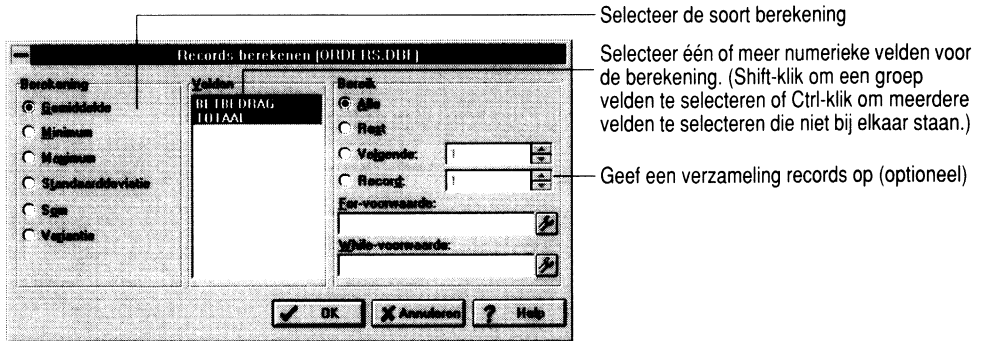 Selecteer de soort berekening
Records berekenen [ORDERS.DBF]
Selecteer één of meer numerieke velden voor
de berekening. (Shift-klik om een groep
velden te selecteren of Ctrl-klik om meerdere
velden te selecteren die niet bij elkaar staan.)
Berekening
Gemiddelde
Minimum
Maximum
Standaarddeviatie
Som
Variantie
Velden
BETBEDRAG
TOTAAL
Bereik
Alle
Rest
Volgende: 1
Record: 1
Geef een verzameling records op (optioneel)
For-voorwaarde:
While-voorwaarde:
OK
Annuleren
? Help